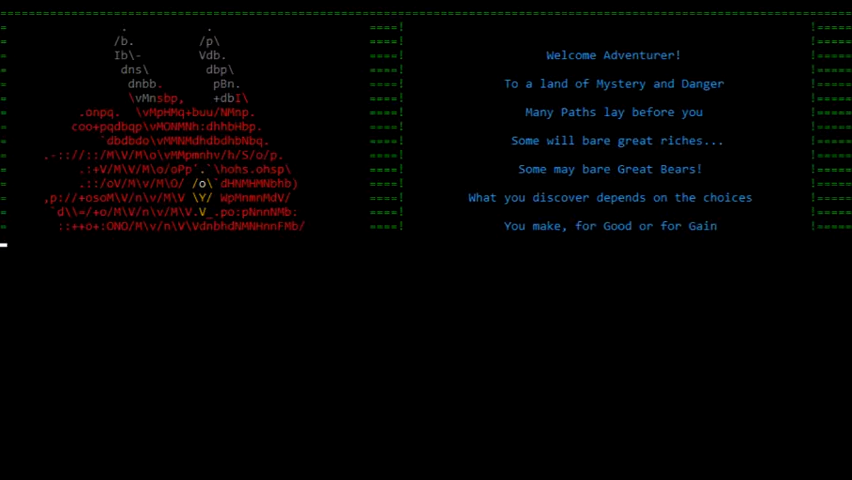 Welcome Adventurer!
To a land of Mystery and Danger
Many Paths lay before you
Some will bare great riches...
Some may bare Great Bears!
What you discover depends on the choices
You make, for Good or for Gain